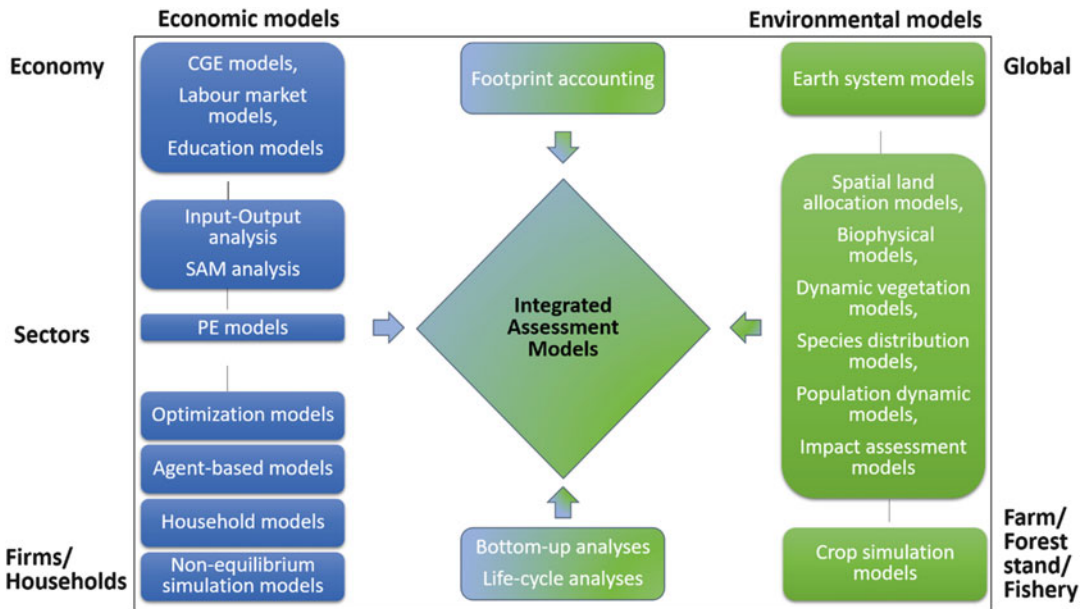 Economic models
Environmental models
Economy
CGE models,
Labour market
models,
Education models
Input-Output
analysis
SAM analysis
Sectors
PE models
Optimization models
Agent-based models
Household models
Firms/
Households
Non-equilibrium
simulation models
Footprint accounting
Integrated
Assessment
Models
Bottom-up analyses
Life-cycle analyses
Earth system models
Global
Spatial land
allocation models,
Biophysical
models,
Dynamic vegetation
models,
Species distribution
models,
Population dynamic
models,
Impact assessment
models
Crop simulation
models
Farm/
Forest
stand/
Fishery